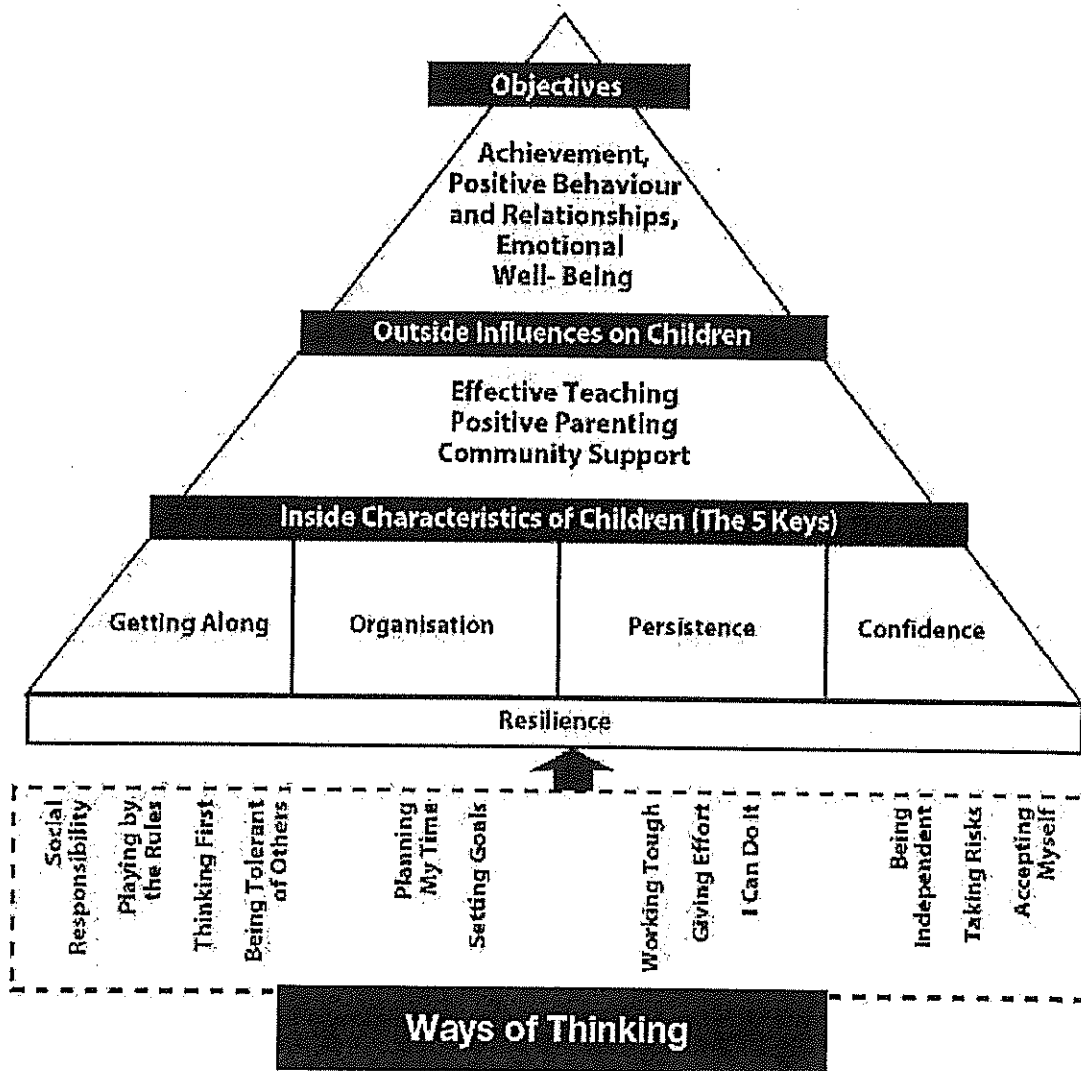 Objectives
Achievement,
Positive Behaviour
and Relationships,
Emotional
Well- Being
Outside Influences on Children
Effective Teaching
Positive Parenting
Community Support
Inside Characteristics of Children (The 5 Keys)
Getting Along
Organisation
Persistence
Confidence
Resilience
Social
Responsibility
Playing by
the Rules
Thinking First
Being Tolerant
of Others
Planning
My Time
Setting Goals
Working Tough
Giving Effort
I Can Do It
Being
Independent
Taking Risks
Accepting
Myself
Ways of Thinking